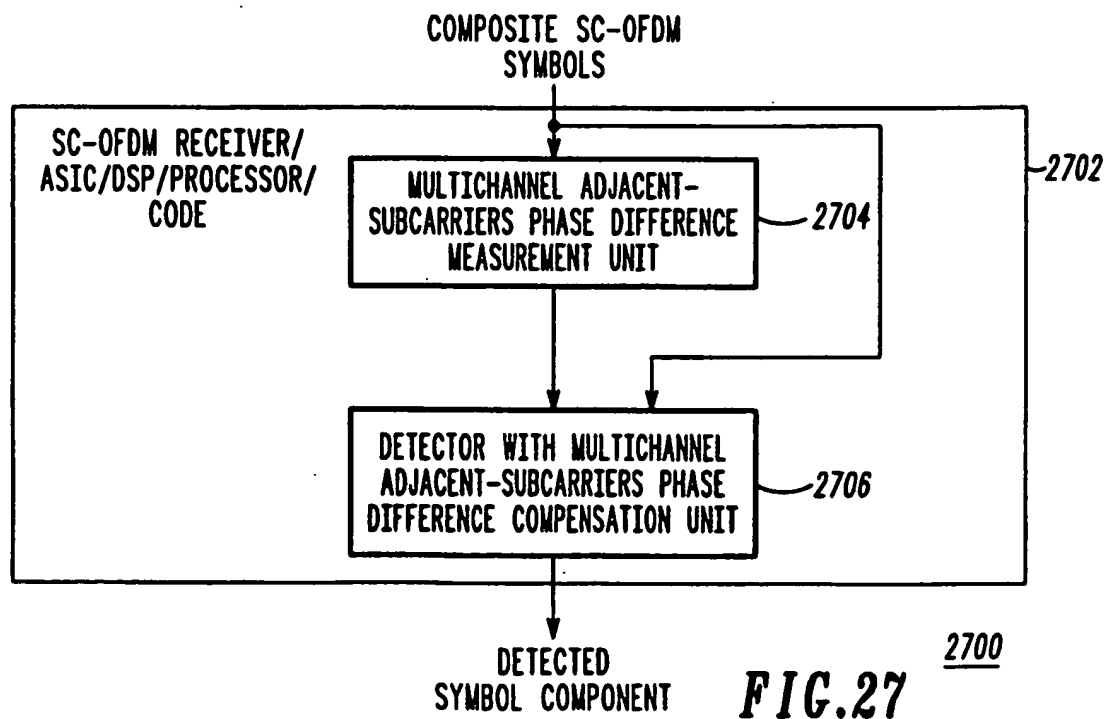 COMPOSITE SC-OFDM
SYMBOLS
SC-OFDM RECEIVER/
ASIC/DSP/PROCESSOR/
CODE
2702
MULTICHANNEL ADJACENT-
SUBCARRIERS PHASE DIFFERENCE
MEASUREMENT UNIT
2704
DETECTOR WITH MULTICHANNEL
ADJACENT-SUBCARRIERS PHASE
DIFFERENCE COMPENSATION UNIT
2706
DETECTED
SYMBOL COMPONENT
2700
FIG.27